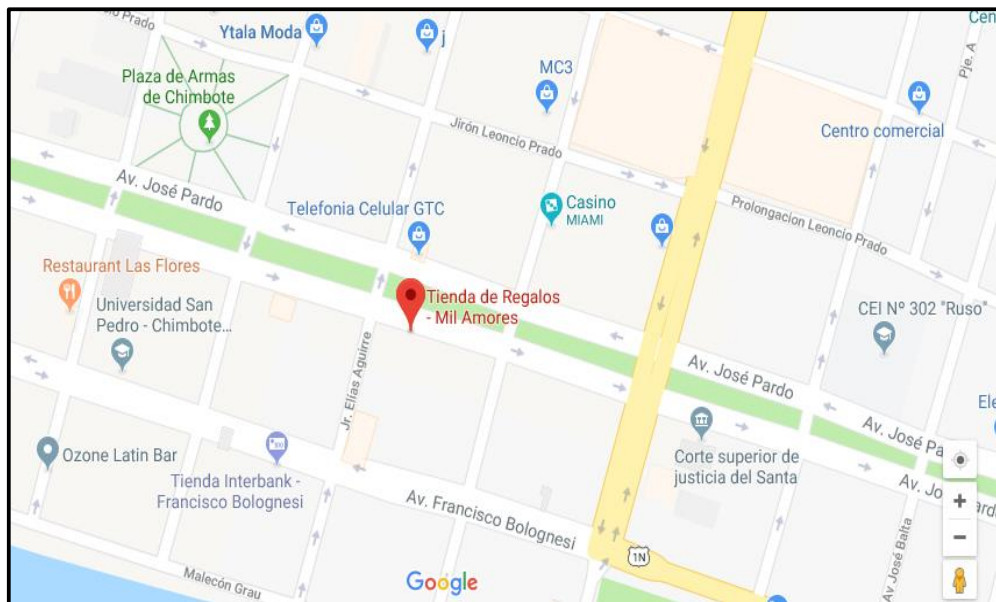 ncio Prado
Ytala Moda
j
Plaza de Armas
de Chimbote
MC3
Cen
Pje. A
Centro comercial
Jirón Leoncio Prado
Av. José Pardo
Telefonia Celular GTC
Casino
MIAMI
Prolongacion Leoncio Prado
Restaurant Las Flores
Universidad San
Pedro - Chimbote...
Tienda de Regalos
- Mil Amores
CEI Nº 302 "Ruso"
Jr. Elias Aguirre
Av. José Pardo
Ele
Av. José Pa
Ozone Latin Bar
Tienda Interbank -
Francisco Bolognesi
Corte superior de
justicia del Santa
Av. José Pard
Av. Francisco Bolognesi
Av José Balta
1N
Malecón Grau
Google